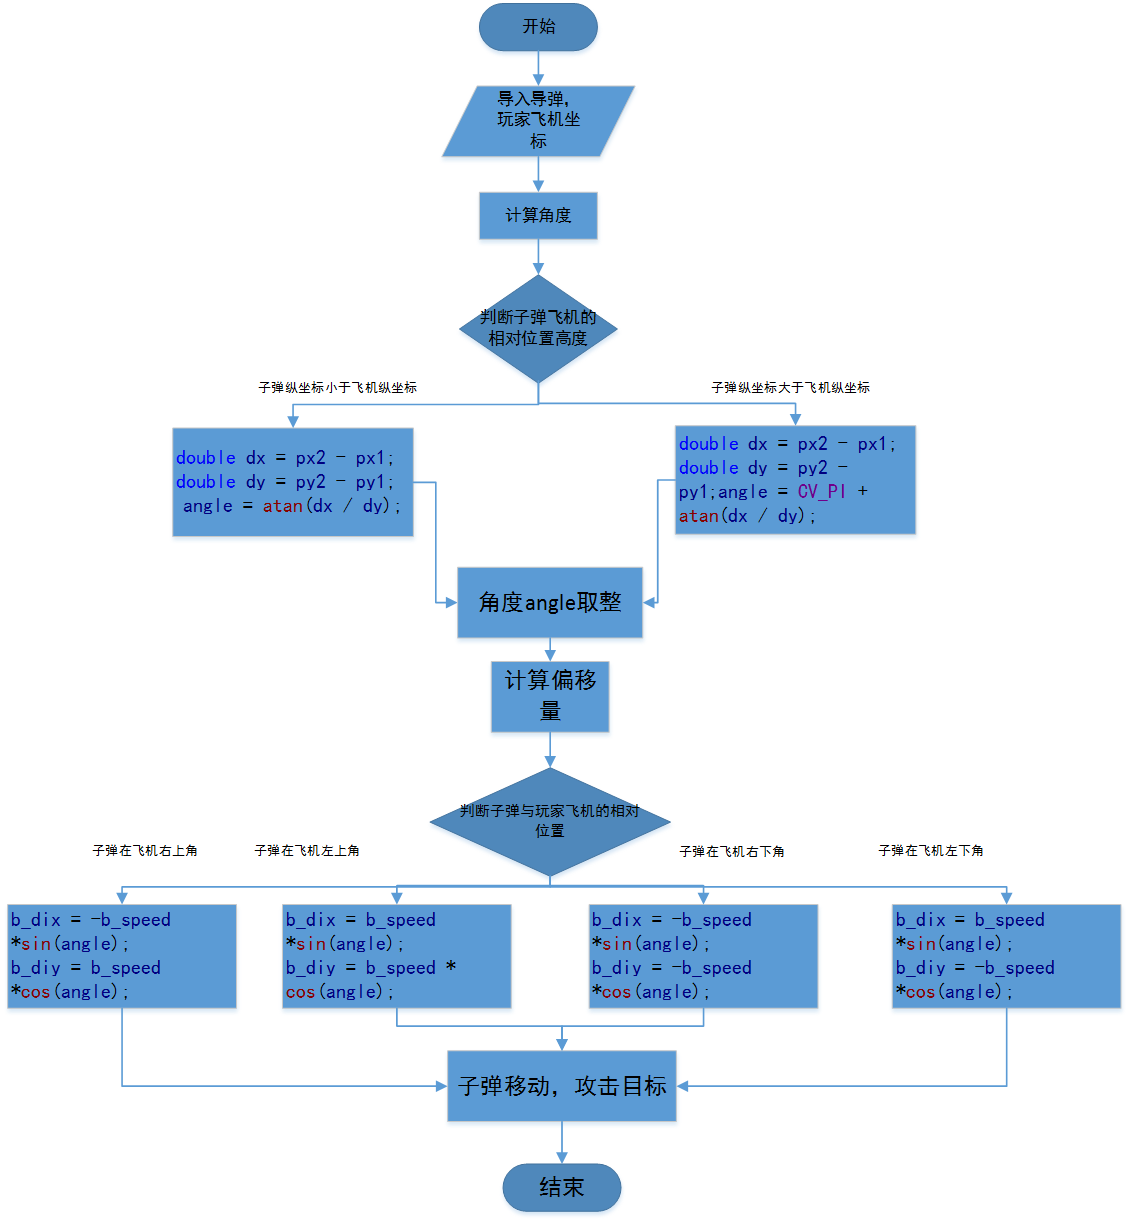 开始
导入导弹，
玩家飞机坐
标
计算角度
判断子弹飞机的
相对位置高度
子弹纵坐标小于飞机纵坐标
子弹纵坐标大于飞机纵坐标
double dx = px2 - px1;
double dy = py2 - py1;
angle = atan(dx / dy);
double dx = px2 - px1;
double dy = py2 -
py1;angle = CV_PI +
atan(dx / dy);
角度angle取整
计算偏移
量
判断子弹与玩家飞机的相对
位置
子弹在飞机右上角
子弹在飞机左上角
子弹在飞机右下角
子弹在飞机左下角
b_dix = -b_speed
*sin(angle);
b_diy = b_speed
*cos(angle);
b_dix = b_speed
*sin(angle);
b_diy = b_speed *
cos(angle);
b_dix = -b_speed
*sin(angle);
b_diy = -b_speed
*cos(angle);
b_dix = b_speed
*sin(angle);
b_diy = -b_speed
*cos(angle);
子弹移动，攻击目标
结束